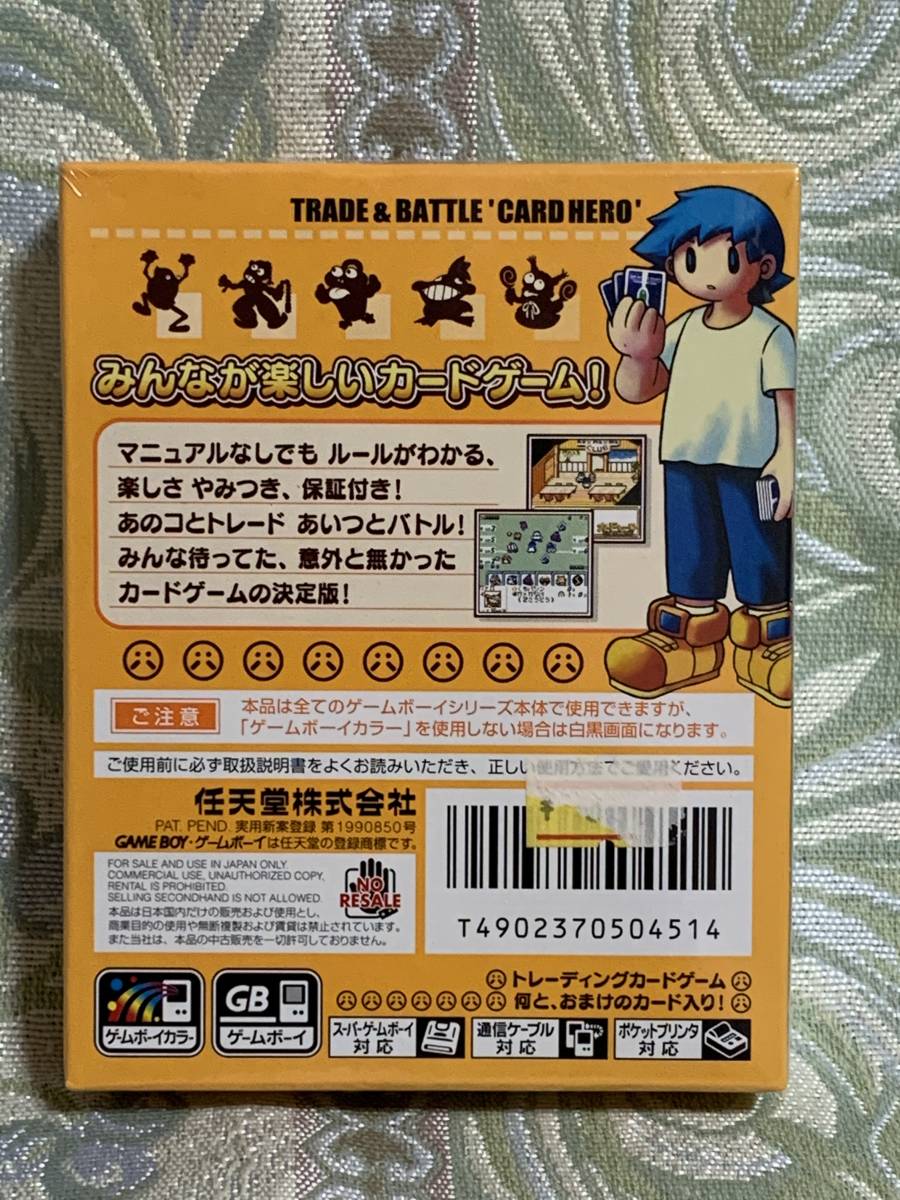 TRADE & BATTLE 'CARD HERO'
みんなが楽しいカードゲーム!
マニュアルなしでも ルールがわかる、
楽しさ やみつき、保証付き!
あのコとトレード あいつとバトル!
みんな待ってた、意外と無かった
カードゲームの決定版!
ご注意
本品は全てのゲームボーイシリーズ本体で使用できますが、
「ゲームボーイカラー」を使用しない場合は白黒画面になります。
ご使用前に必ず取扱説明書をよくお読みいただき、正しい使用方法でご愛用ください。
任天堂株式会社
PAT. PEND. 実用新案登録 第1990850号
GAME BOY・ゲームボーイは任天堂の登録商標です。
FOR SALE AND USE IN JAPAN ONLY.
COMMERCIAL USE, UNAUTHORIZED COPY,
RENTAL IS PROHIBITED.
SELLING SECONDHAND IS NOT ALLOWED.
本品は日本国内だけの販売および使用とし、
商業目的の使用や無断複製および賃貸は禁止されています。
また当社は、本品の中古販売を一切許可しておりません。
NO
RESALE
¥
T4902370504514
ゲームボーイカラー
GB
ゲームボーイ
トレーディングカードゲーム
何と、おまけのカード入り!
スーパーゲームボーイ
対応
通信ケーブル
対応
ポケットプリンタ
対応